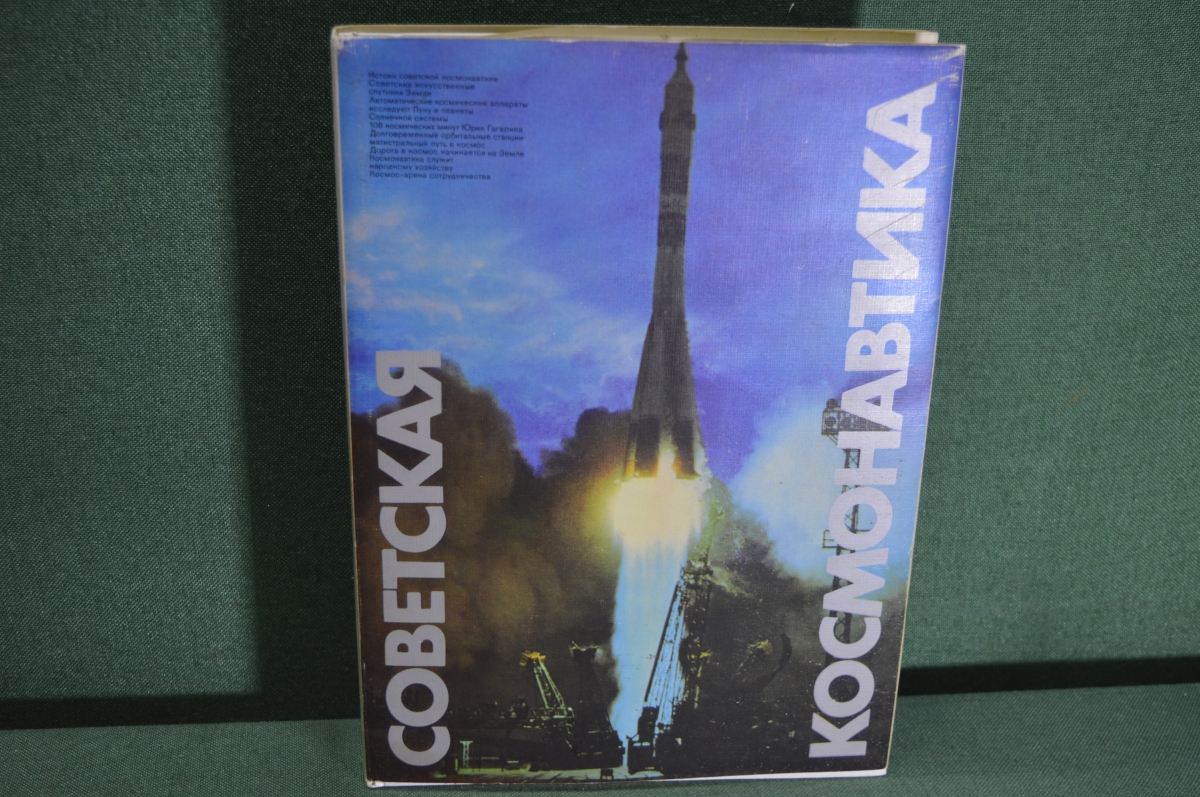 Истоки советской космонавтики
Советские искусственные
спутники Земли
Автоматические космические аппараты
исследуют Луну и планеты
Солнечной системы
108 космических минут Юрия Гагарина
Долговременные орбитальные станции-
магистральный путь в космос
Дорога в космос начинается на Земле
Космонавтика служит
народному хозяйству
Космос-арена сотрудничества
СОВЕТСКАЯ
КОСМОНАВТИКА